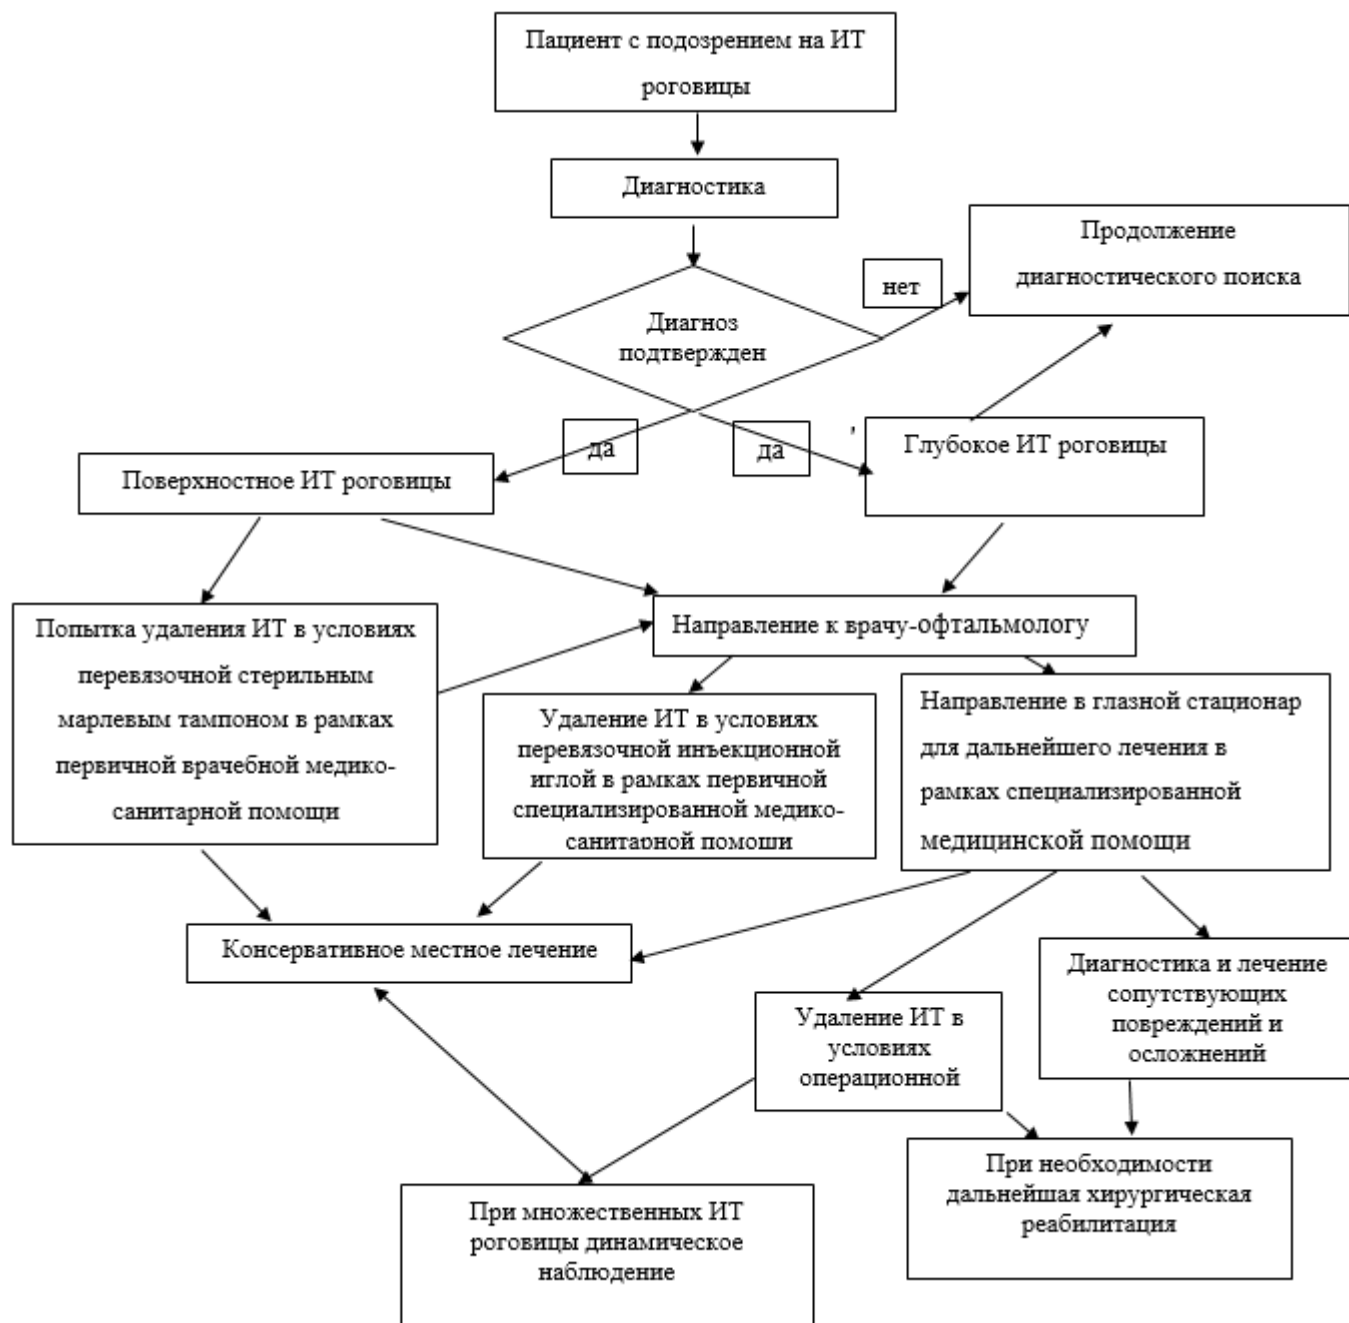 Пациент с подозрением на ИТ
роговицы
Диагностика
Продолжение
диагностического поиска
нет
Диагноз
подтвержден
да
да
Глубокое ИТ роговицы
Поверхностное ИТ роговицы
Попытка удаления ИТ в условиях
перевязочной стерильным
марлевым тампоном в рамках
первичной врачебной медико-
санитарной помощи
Направление к врачу-офтальмологу
Удаление ИТ в условиях
перевязочной инъекционной
иглой в рамках первичной
специализированной медико-
санитарной помощи
Направление в глазной стационар
для дальнейшего лечения в
рамках специализированной
медицинской помощи
Консервативное местное лечение
Удаление ИТ в
условиях
операционной
Диагностика и лечение
сопутствующих
повреждений и
осложнений
При множественных ИТ
роговицы динамическое
наблюдение
При необходимости
дальнейшая хирургическая
реабилитация